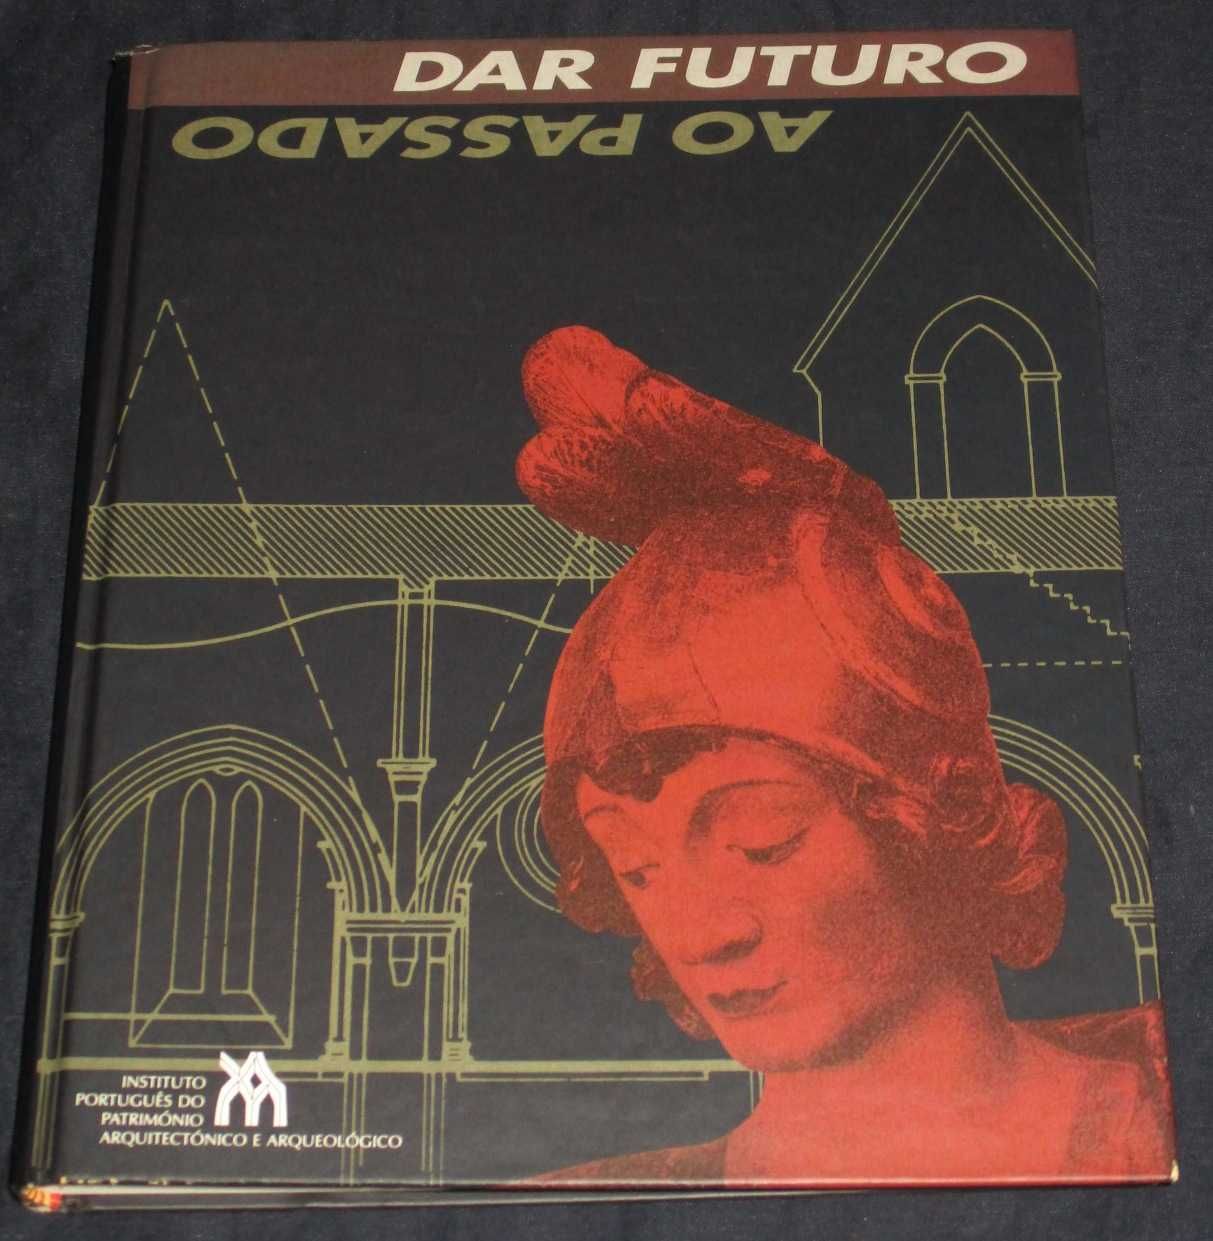 DAR FUTURO
AO PASSADO
INSTITUTO
PORTUGUÊS DO
PATRIMÓNIO
ARQUITECTÓNICO E ARQUEOLÓGICO